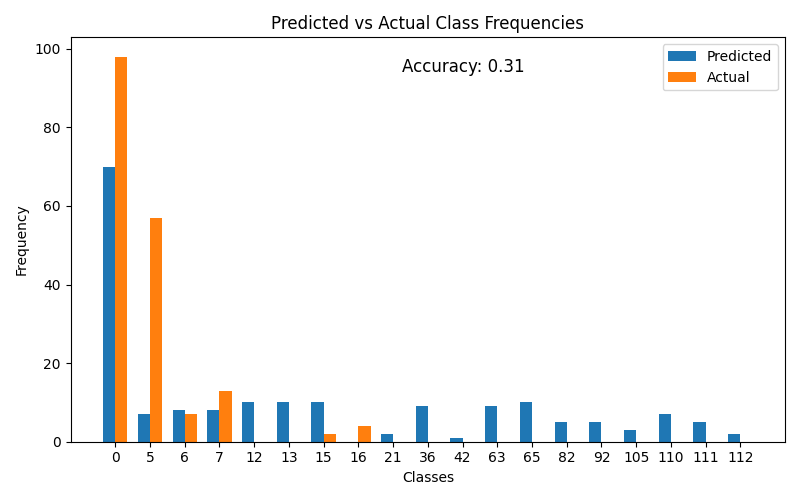 Predicted vs Actual Class Frequencies
Accuracy: 0.31
Predicted
Actual
Frequency
100
80
60
40
20
0
0 5 6 7 12 13 15 16 21 36 42 63 65 82 92 105 110 111 112
Classes